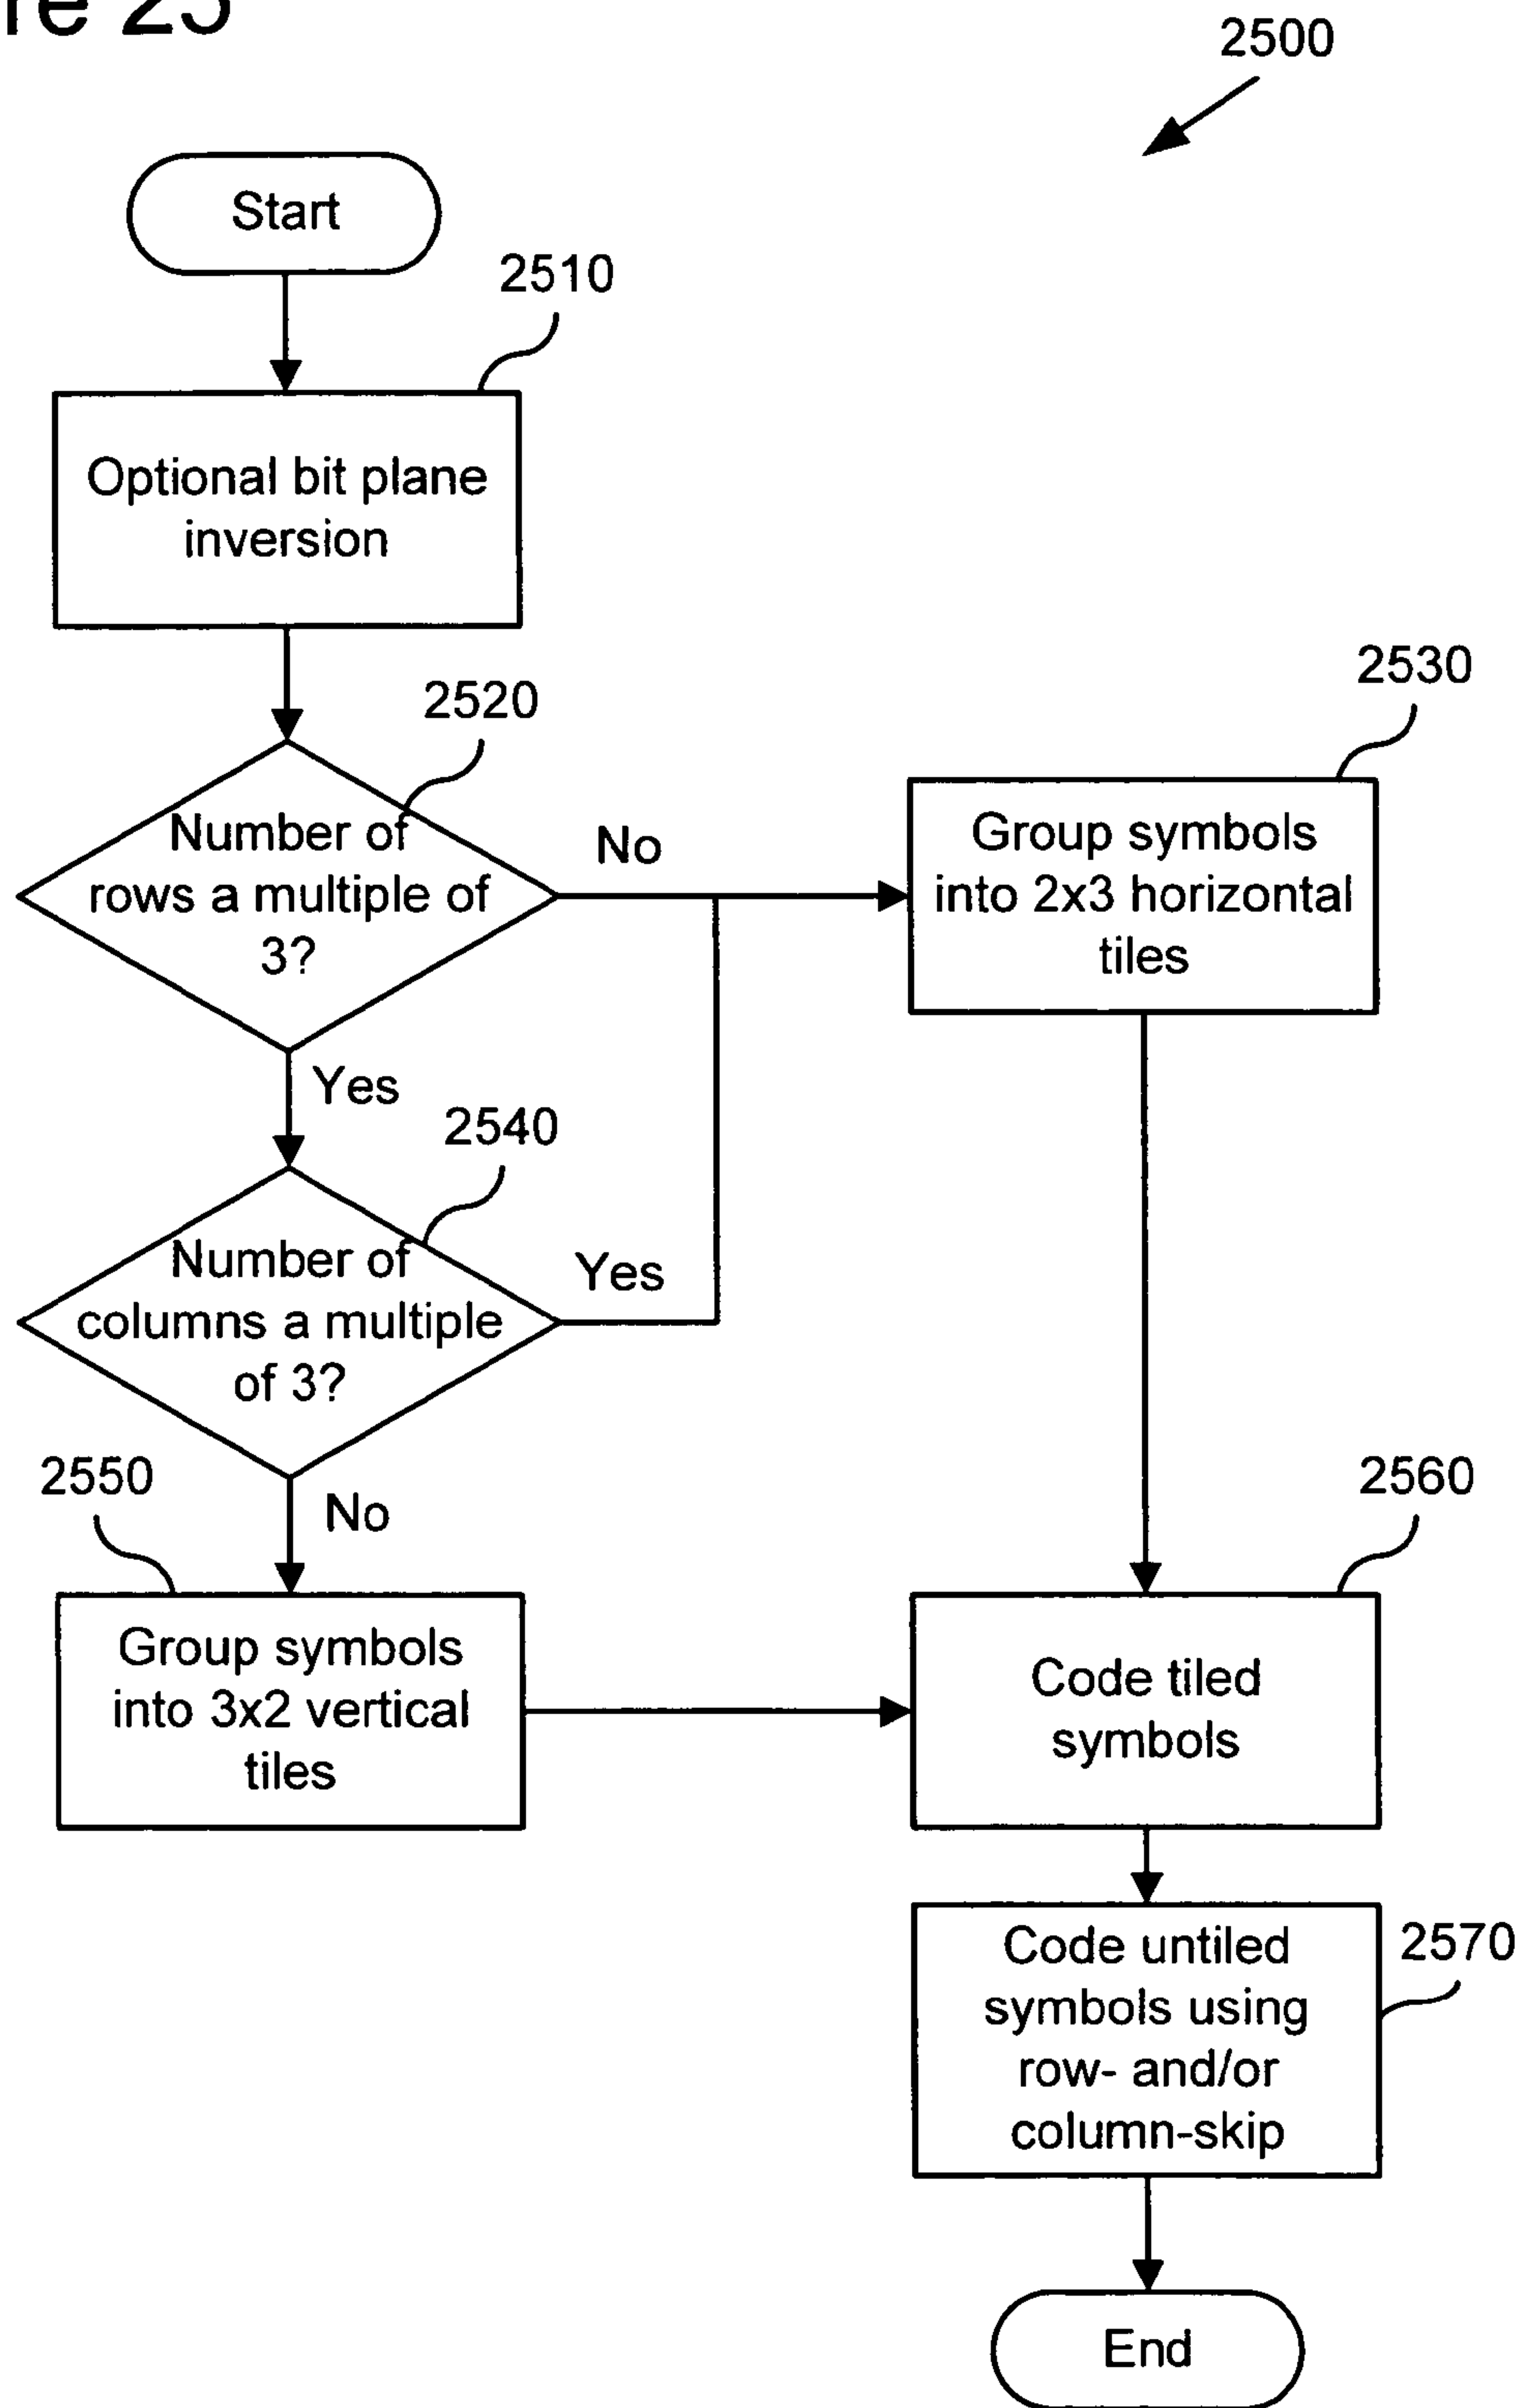 re 25
2500
Start
2510
Optional bit plane
inversion
2520
Number of
rows a multiple of
3?
No
2530
Group symbols
into 2x3 horizontal
tiles
Yes
2540
Number of
columns a multiple
of 3?
Yes
2550
No
Group symbols
into 3x2 vertical
tiles
2560
Code tiled
symbols
Code untiled
symbols using
row- and/or
column-skip
2570
End